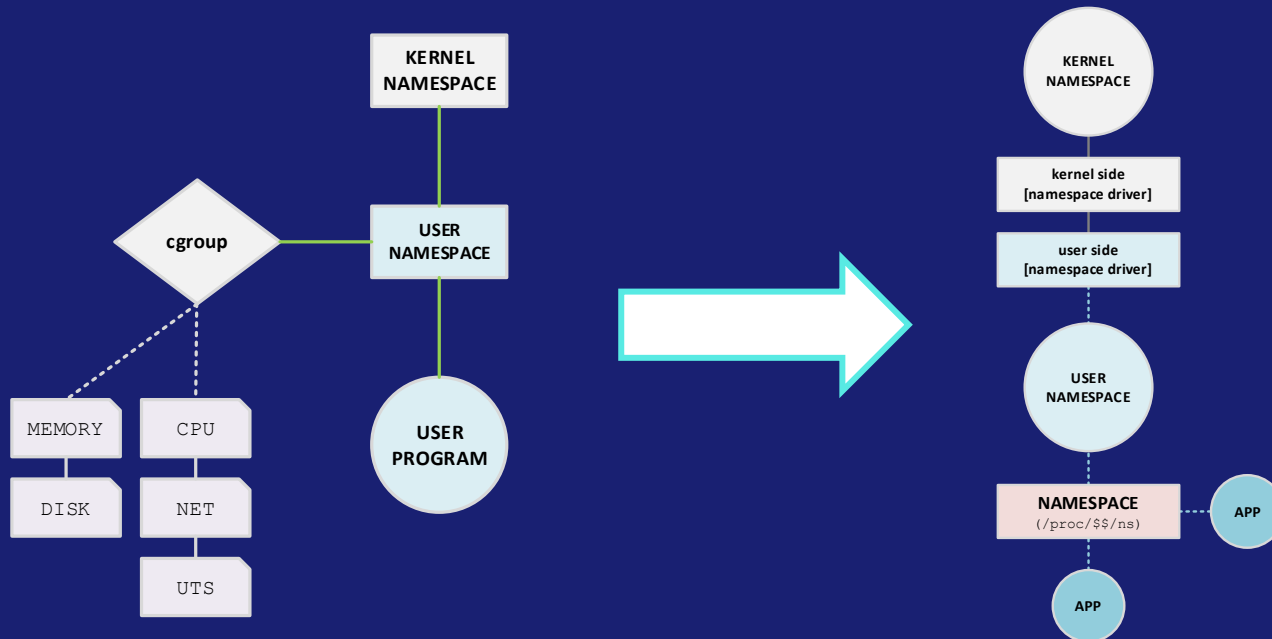 KERNEL
NAMESPACE
cgroup
USER
NAMESPACE
MEMORY
CPU
USER
PROGRAM
DISK
NET
UTS
KERNEL
NAMESPACE
kernel side
[namespace driver]
user side
[namespace driver]
USER
NAMESPACE
NAMESPACE
(/proc/$$/ns)
APP
APP